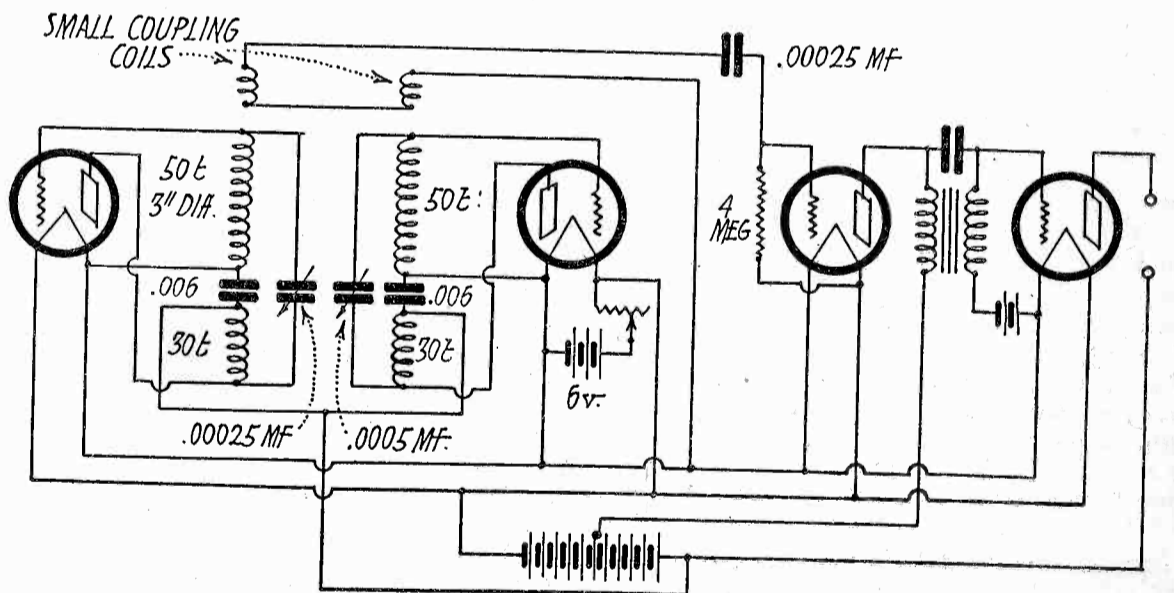 SMALL COUPLING
COILS
.00025 MF
50t
3" DIA.
50t:
4
MEG
.006
.006
30t
30t
6v.
.00025 MF
.0005 MF.